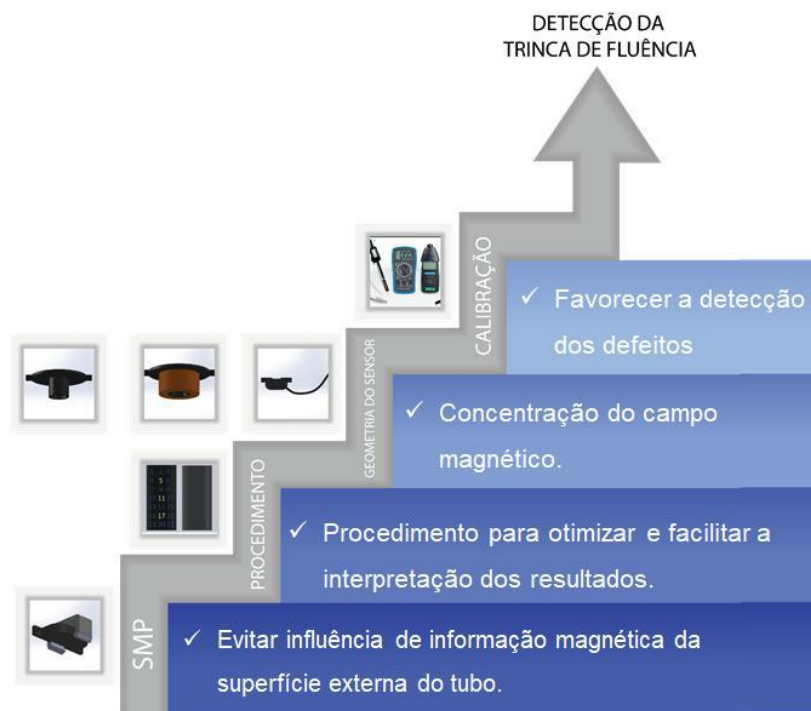 DETECÇÃO DA
TRINCA DE FLUÊNCIA
CALIBRAÇÃO
✓ Favorecer a detecção
dos defeitos
GEOMETRIA DO SENSOR
✓ Concentração do campo
magnético.
PROCEDIMENTO
✓ Procedimento para otimizar e facilitar a
interpretação dos resultados.
SMP
✓ Evitar influência de informação magnética da
superfície externa do tubo.